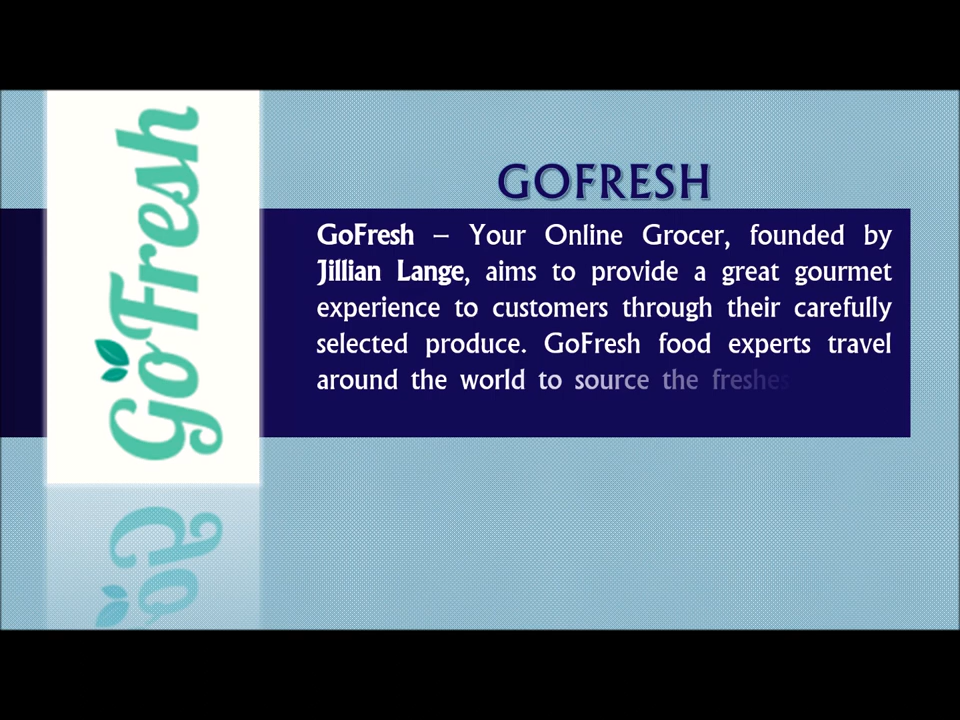 GoFresh
GOFRESH
GoFresh – Your Online Grocer, founded by
Jillian Lange, aims to provide a great gourmet
experience to customers through their carefully
selected produce. GoFresh food experts travel
around the world to source the freshes